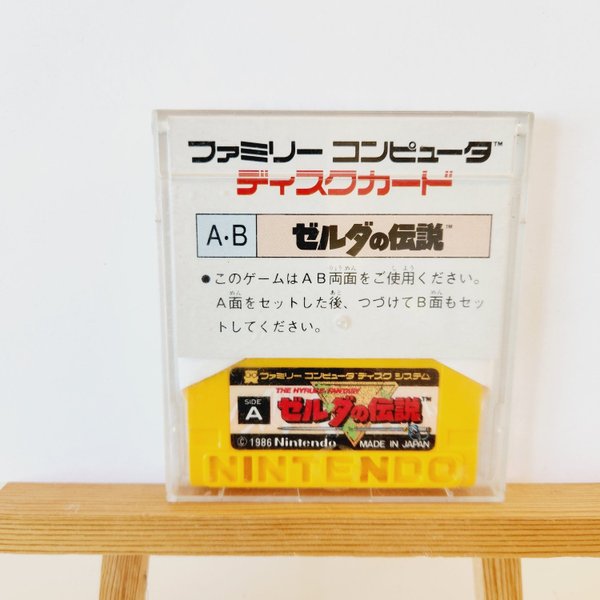 ファミリー コンピュータ™
ディスクカード
A・B ゼルダの伝説™
●このゲームはAB両面をご使用ください。
A面をセットした後、つづけてB面もセッ
トしてください。
ファミリー コンピュータ ディスク システム
THE HYRULE FANTASY
SIDE A ゼルダの伝説™
©1986 Nintendo MADE IN JAPAN
NINTENDO